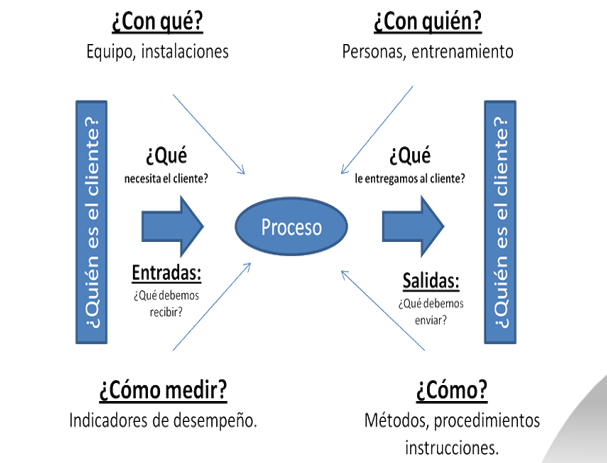 ¿Con qué?
Equipo, instalaciones
¿Con quién?
Personas, entrenamiento
¿Quién es el cliente?
¿Qué
necesita el cliente?
Entradas:
¿Qué debemos
recibir?
Proceso
¿Qué
le entregamos al cliente?
Salidas:
¿Qué debemos
enviar?
¿Quién es el cliente?
¿Cómo medir?
Indicadores de desempeño.
¿Cómo?
Métodos, procedimientos
instrucciones.